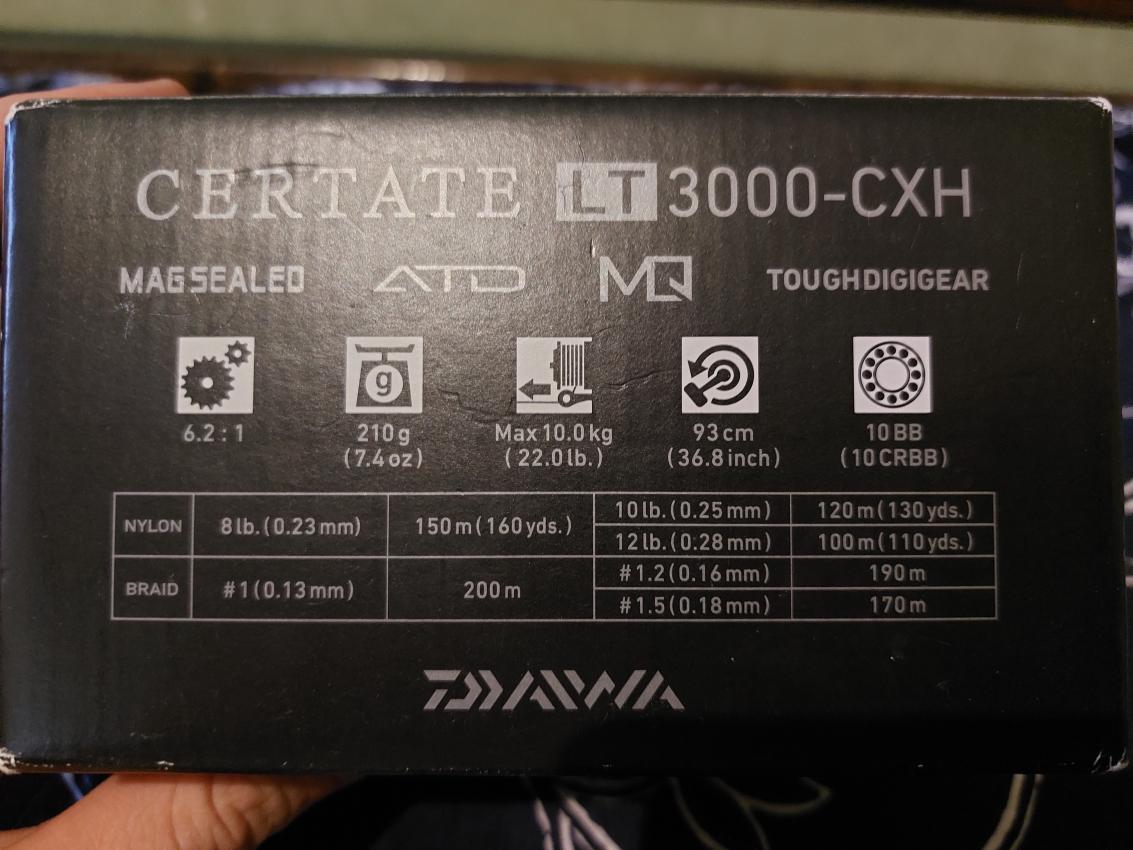 CERTATE LT 3000-CXH
MAGSEALED ATD MQ TOUGHDIGIGEAR
g
6.2:1 210g Max 10.0kg 93cm 10BB
(7.4oz) (22.0lb.) (36.8inch) (10CRBB)
NYLON 8lb.(0.23mm) 150m(160yds.) 10lb.(0.25mm) 120m(130yds.)
12lb.(0.28mm) 100m(110yds.)
BRAID #1(0.13mm) 200m #1.2(0.16mm) 190m
#1.5(0.18mm) 170m
DAIWA